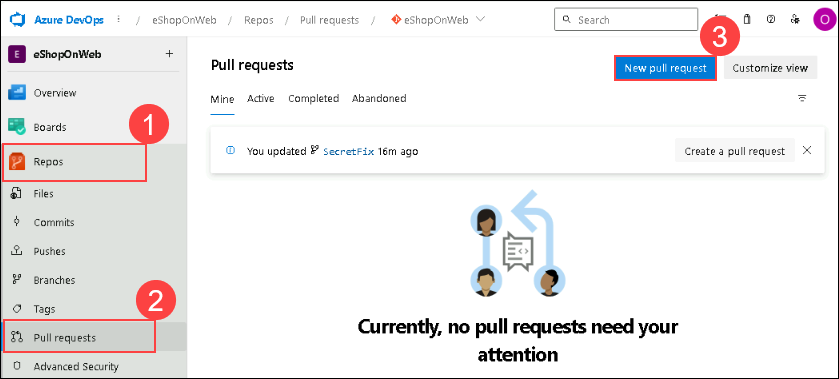 Azure DevOps / eShopOnWeb / Repos / Pull requests / eShopOnWeb Search O
E eShopOnWeb +
Overview
Boards
1
Repos
Files
Commits
Pushes
Branches
Tags
2
Pull requests
Advanced Security
Pull requests
3
New pull request Customize view
Mine Active Completed Abandoned
You updated SecretFix 16m ago Create a pull request
Currently, no pull requests need your
attention